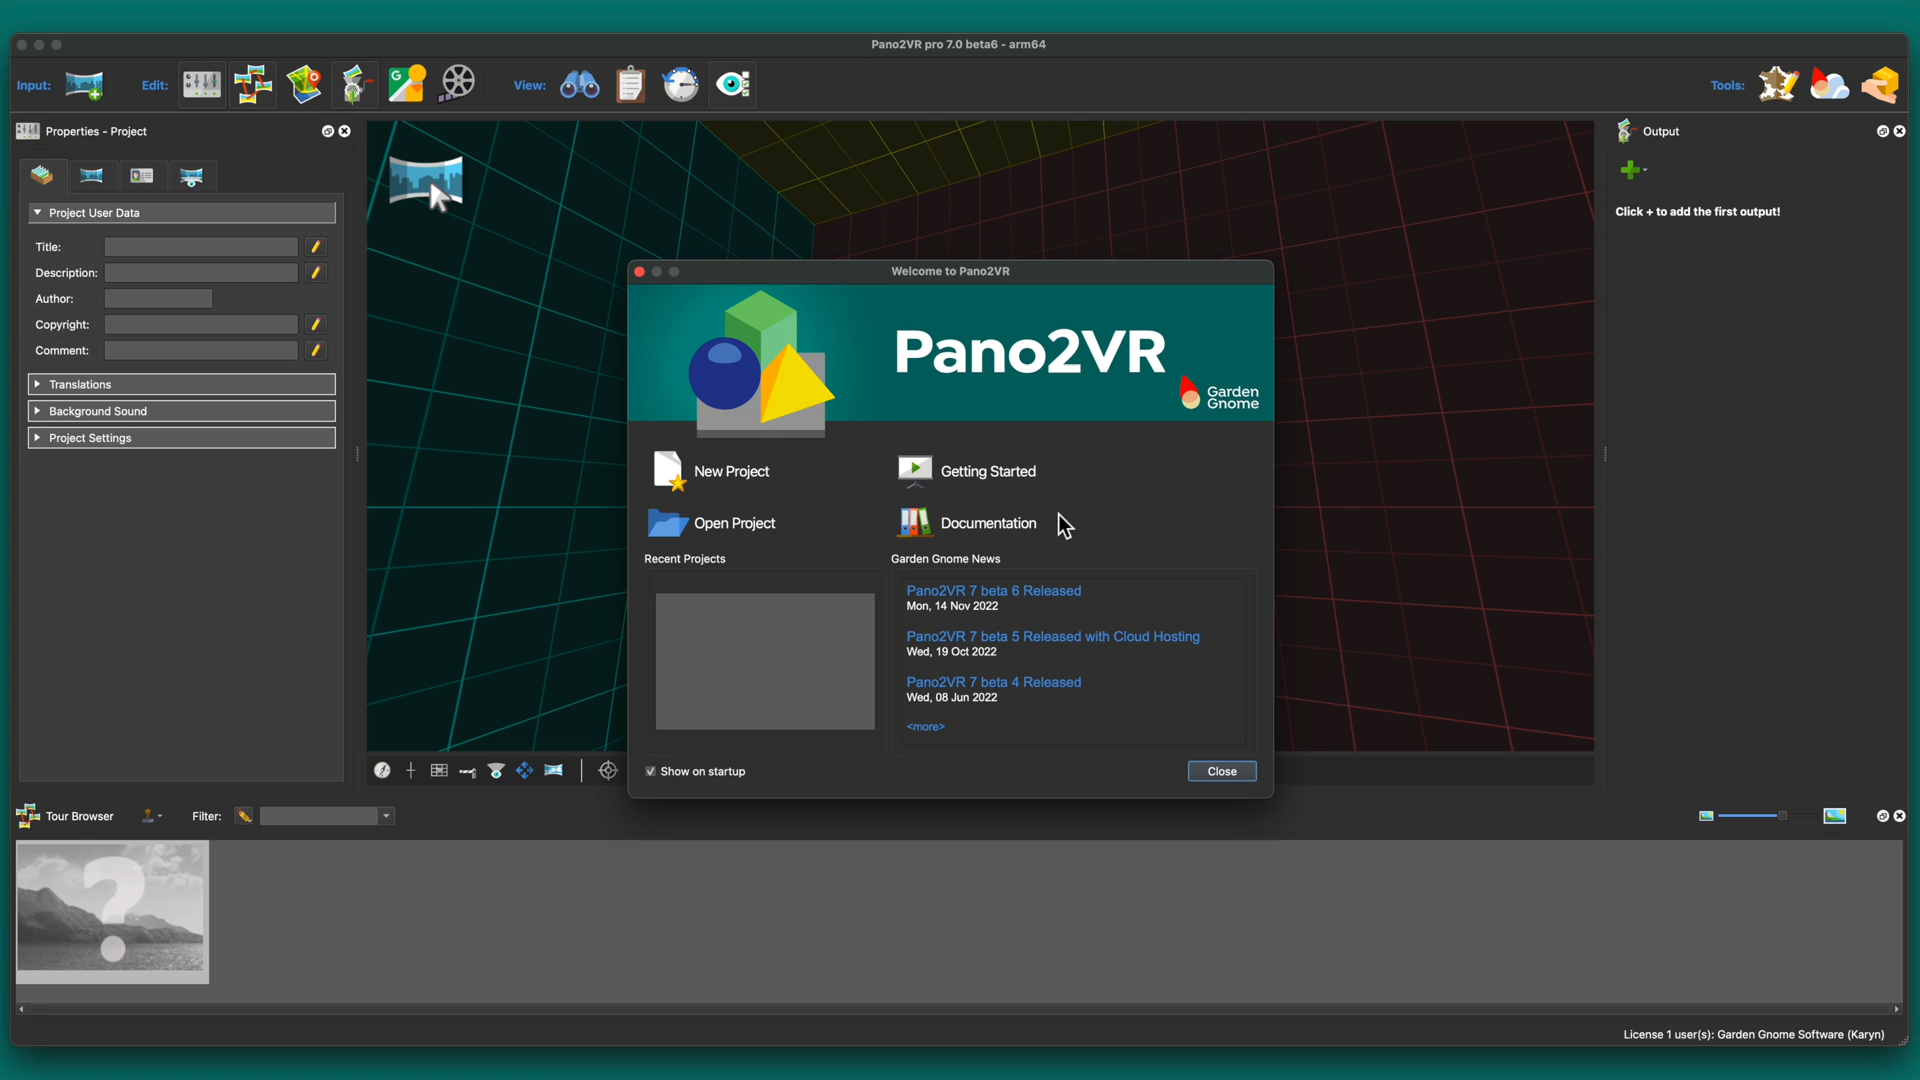 Pano2VR pro 7.0 beta6 - arm64
Input:
Edit:
View:
Tools:
Properties - Project
Project User Data
Title:
Description:
Author:
Copyright:
Comment:
Translations
Background Sound
Project Settings
Output
Click + to add the first output!
Welcome to Pano2VR
Pano2VR
Garden
Gnome
New Project
Getting Started
Open Project
Documentation
Recent Projects
Garden Gnome News
Pano2VR 7 beta 6 Released
Mon, 14 Nov 2022
Pano2VR 7 beta 5 Released with Cloud Hosting
Wed, 19 Oct 2022
Pano2VR 7 beta 4 Released
Wed, 08 Jun 2022
<more>
Show on startup
Close
Tour Browser
Filter:
?
License 1 user(s): Garden Gnome Software (Karyn)